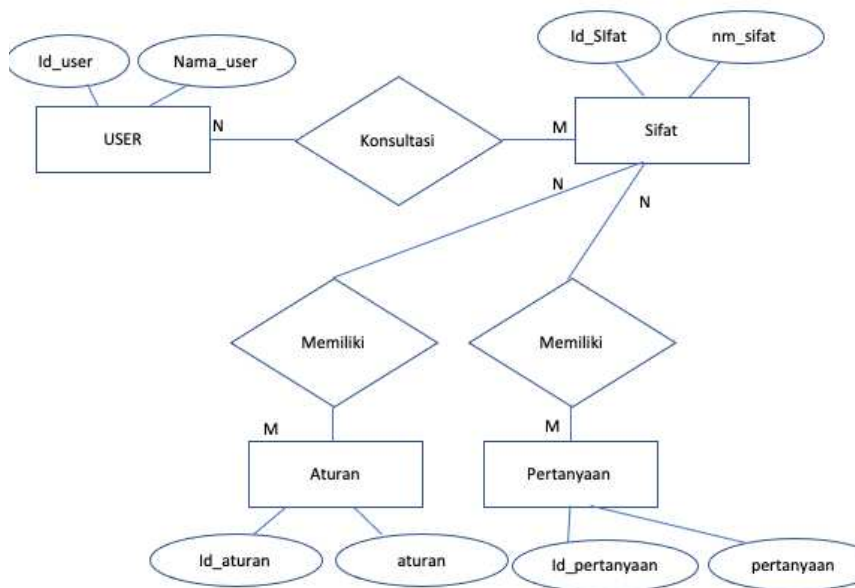 Id_user
Nama_user
Id_SIfat
nm_sifat
USER
N
Konsultasi
M
Sifat
N
N
Memiliki
Memiliki
M
M
Aturan
Pertanyaan
Id_aturan
aturan
Id_pertanyaan
pertanyaan